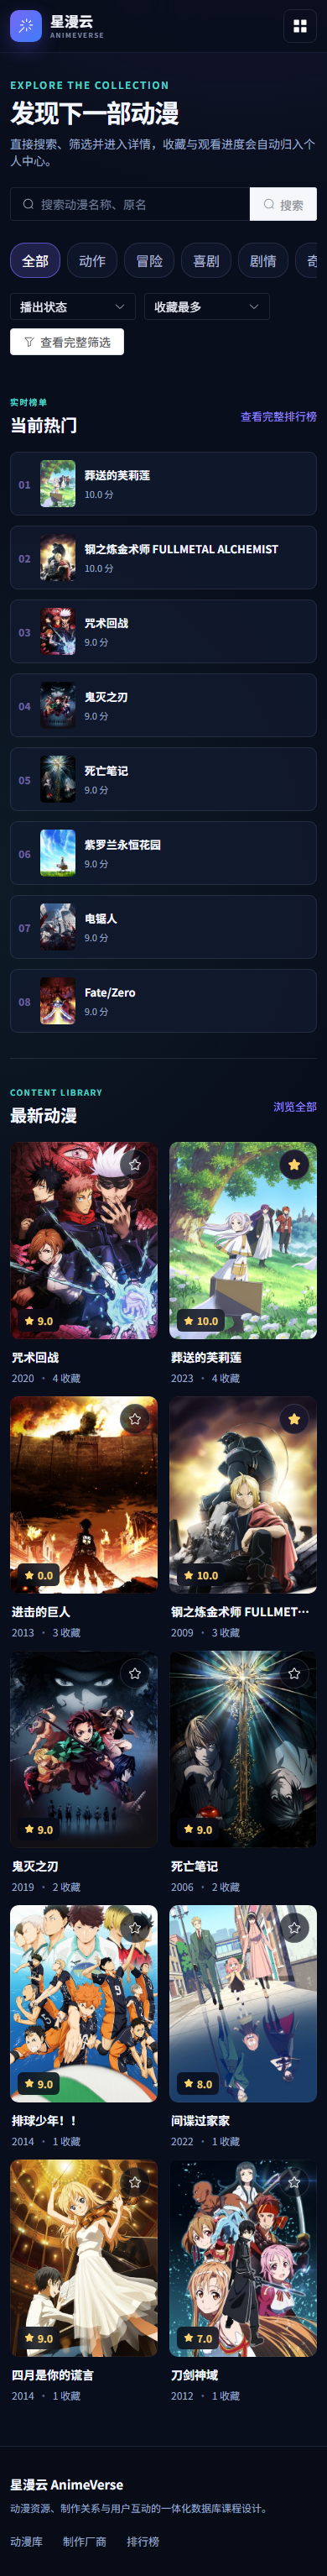 星漫云
ANIMEVERSE
EXPLORE THE COLLECTION
发现下一部动漫
直接搜索、筛选并进入详情，收藏与观看进度会自动归入个
人中心。
搜索动漫名称、原名
搜索
全部 动作 冒险 喜剧 剧情 奇
播出状态 收藏最多
查看完整筛选
实时榜单
当前热门
查看完整排行榜
01
葬送的芙莉莲
10.0 分
02
钢之炼金术师 FULLMETAL ALCHEMIST
10.0 分
03
咒术回战
9.0 分
04
鬼灭之刃
9.0 分
05
死亡笔记
9.0 分
06
紫罗兰永恒花园
9.0 分
07
电锯人
9.0 分
08
Fate/Zero
9.0 分
CONTENT LIBRARY
最新动漫
浏览全部
9.0
咒术回战
2020 • 4 收藏
10.0
葬送的芙莉莲
2023 • 4 收藏
0.0
进击的巨人
2013 • 3 收藏
10.0
钢之炼金术师 FULLMET…
2009 • 3 收藏
9.0
鬼灭之刃
2019 • 2 收藏
9.0
死亡笔记
2006 • 2 收藏
9.0
排球少年！！
2014 • 1 收藏
8.0
间谍过家家
2022 • 1 收藏
9.0
四月是你的谎言
2014 • 1 收藏
7.0
刀剑神域
2012 • 1 收藏
星漫云 AnimeVerse
动漫资源、制作关系与用户互动的一体化数据库课程设计。
动漫库 制作厂商 排行榜